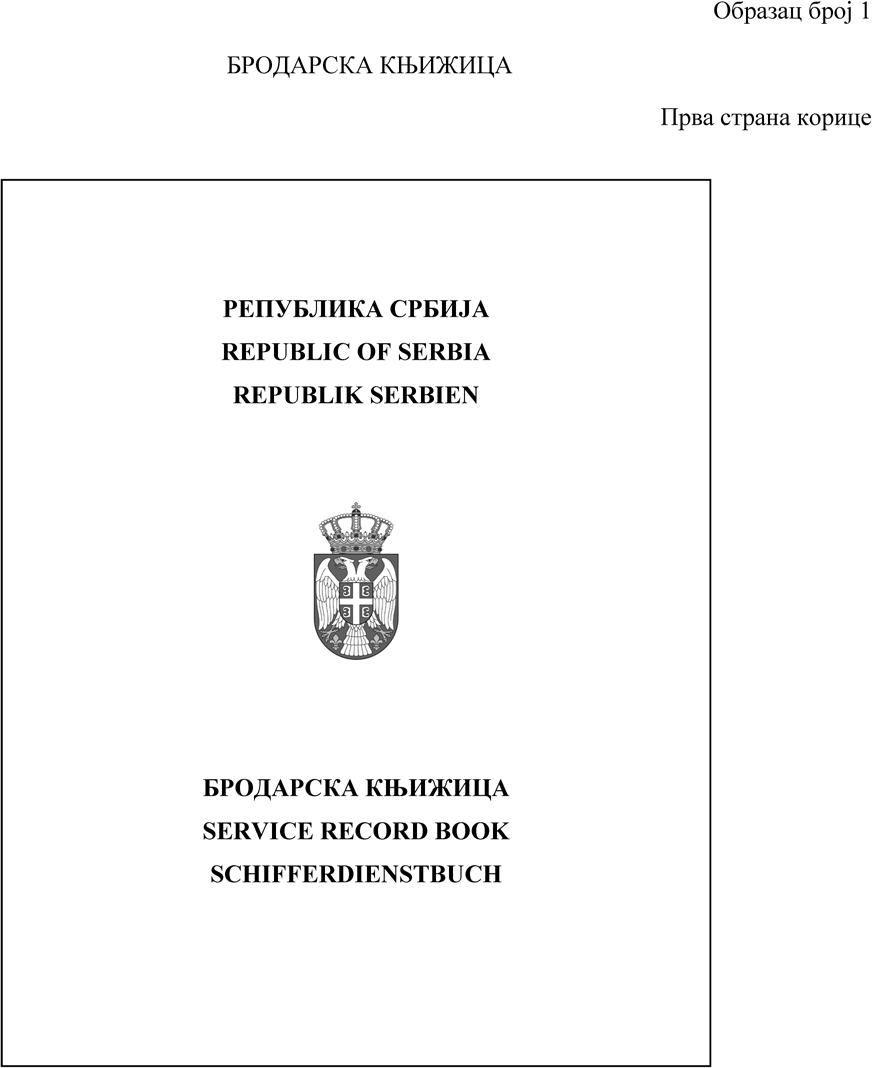 Образац број 1
БРОДАРСКА КЊИЖИЦА
Прва страна корице
РЕПУБЛИКА СРБИЈА
REPUBLIC OF SERBIA
REPUBLIK SERBIEN
БРОДАРСКА КЊИЖИЦА
SERVICE RECORD BOOK
SCHIFFERDIENSTBUCH